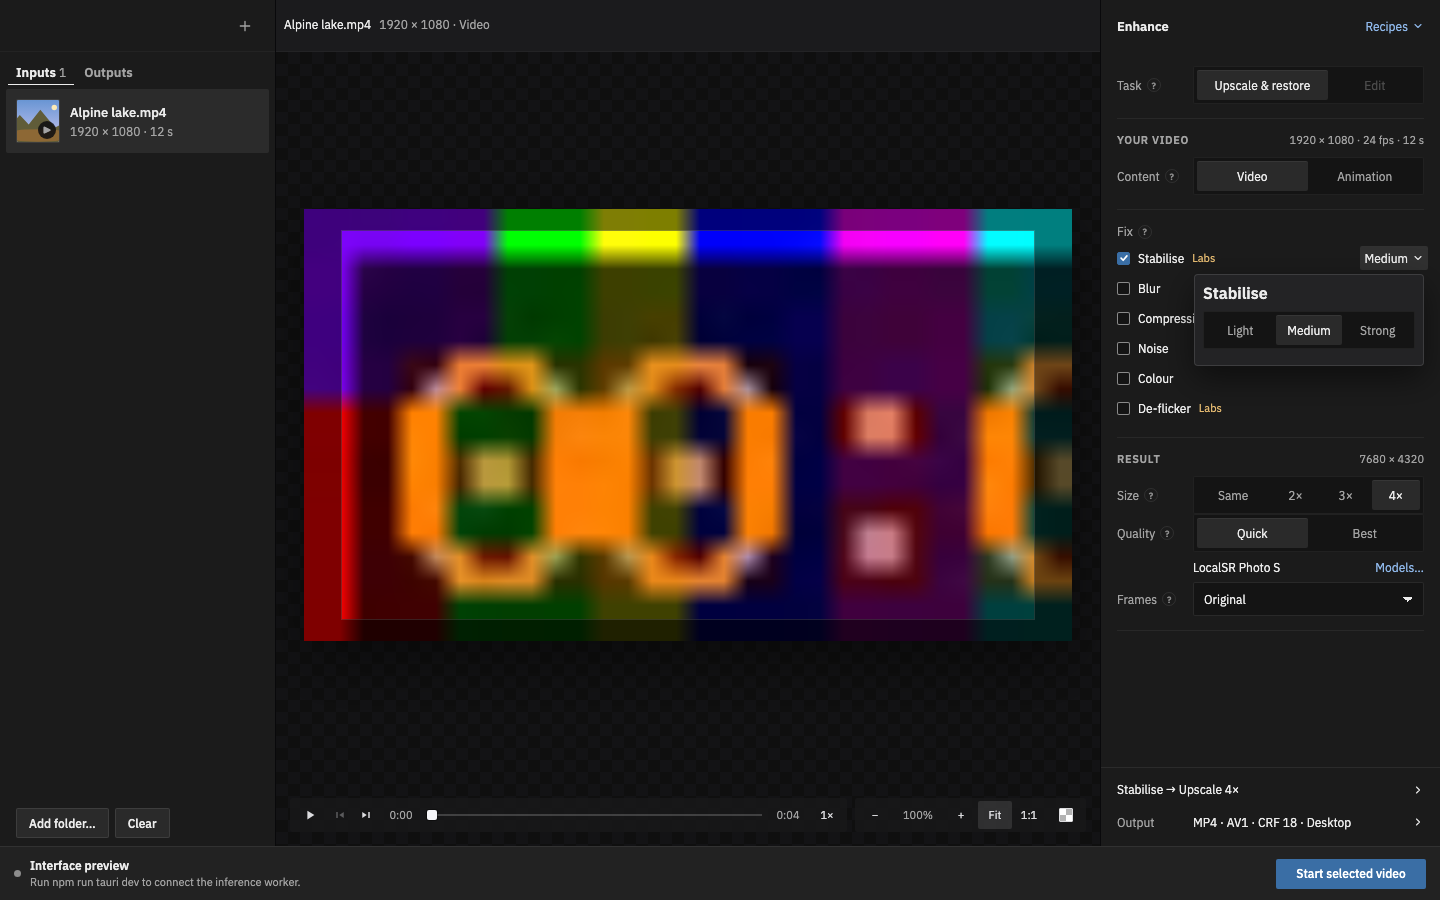 Alpine lake.mp4 1920 × 1080 · Video
Enhance
Recipes
Inputs 1
Outputs
Alpine lake.mp4
1920 × 1080 · 12 s
Task ?
Upscale & restore
Edit
YOUR VIDEO
1920 × 1080 · 24 fps · 12 s
Content ?
Video
Animation
Fix ?
Stabilise Labs
Medium
Blur
Stabilise
Light
Medium
Strong
Compressi
Noise
Colour
De-flicker Labs
RESULT
7680 × 4320
Size ?
Same
2×
3×
4×
Quality ?
Quick
Best
LocalSR Photo S
Models...
Frames ?
Original
0:00
0:04
1×
−
100%
+
Fit
1:1
Stabilise → Upscale 4×
Output
MP4 · AV1 · CRF 18 · Desktop
Add folder...
Clear
Interface preview
Run npm run tauri dev to connect the inference worker.
Start selected video